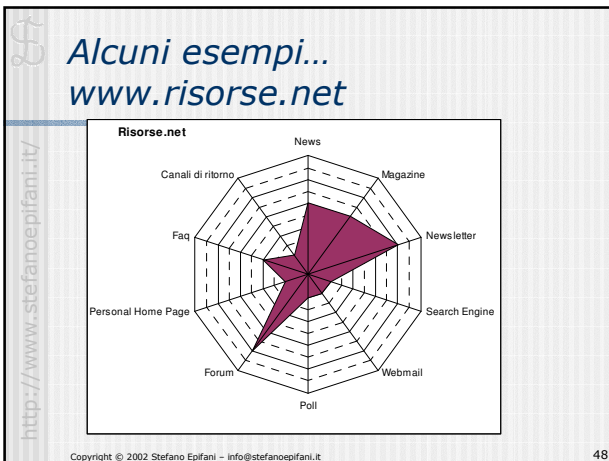 Alcuni esempi…
www.risorse.net
http://www.stefanoepifani.it/
Risorse.net
News
Magazine
Newsletter
Search Engine
Webmail
Poll
Forum
Personal Home Page
Faq
Canali di ritorno
Copyright © 2002 Stefano Epifani – info@stefanoepifani.it
48